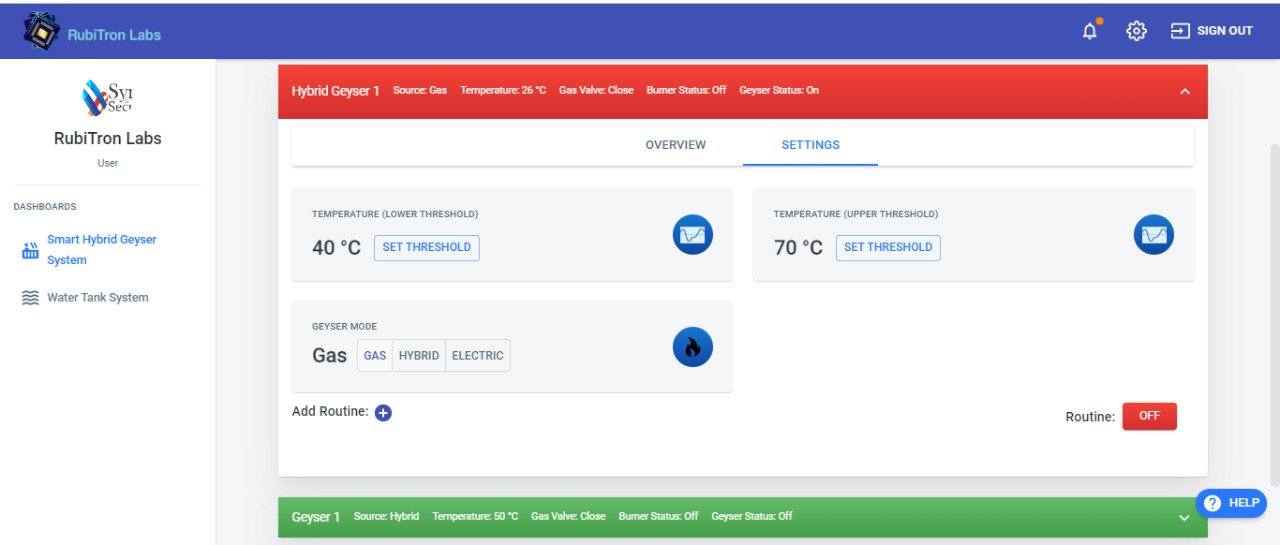 RubiTron Labs
SIGN OUT
RubiTron Labs
User
DASHBOARDS
Smart Hybrid Geyser
System
Water Tank System
Hybrid Geyser 1 Source: Gas Temperature: 26 °C Gas Valve: Close Burner Status: Off Geyser Status: On
OVERVIEW SETTINGS
TEMPERATURE (LOWER THRESHOLD)
40 °C SET THRESHOLD
TEMPERATURE (UPPER THRESHOLD)
70 °C SET THRESHOLD
GEYSER MODE
Gas GAS HYBRID ELECTRIC
Add Routine:
Routine: OFF
Geyser 1 Source: Hybrid Temperature: 50 °C Gas Valve: Close Burner Status: Off Geyser Status: Off
HELP